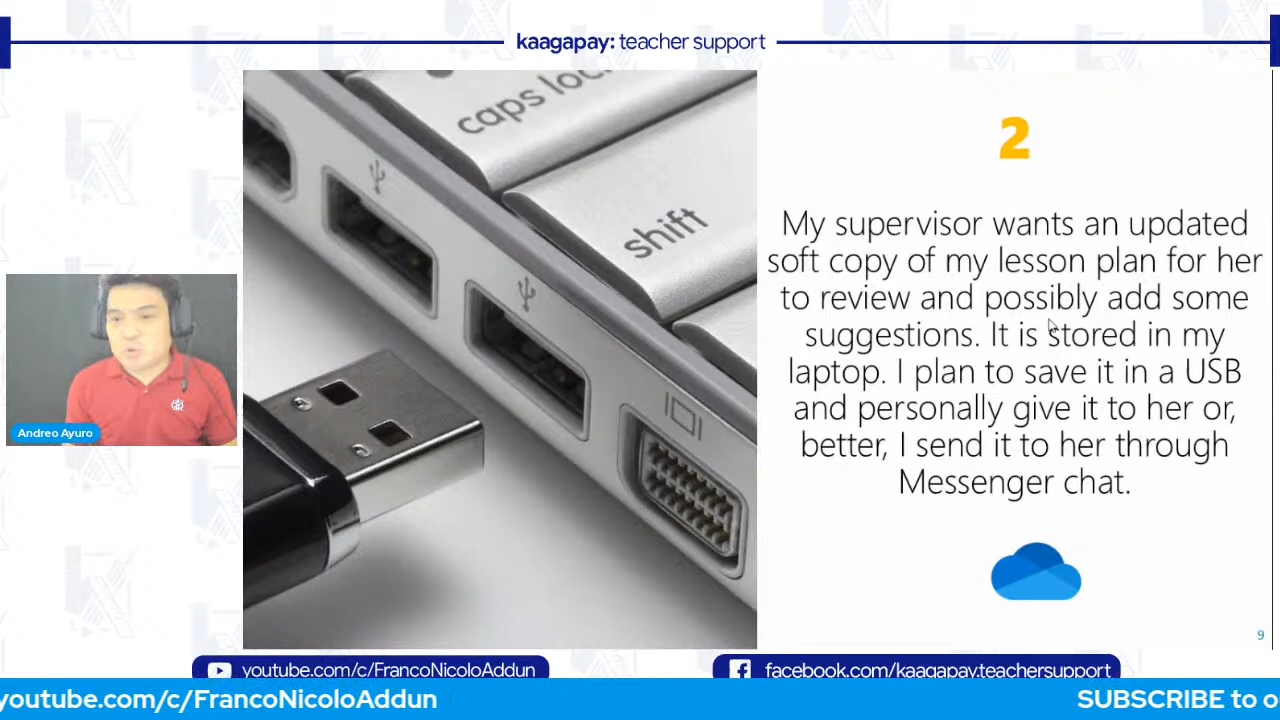 kaagapay: teacher support
caps loc
shift
2
My supervisor wants an updated
soft copy of my lesson plan for her
to review and possibly add some
suggestions. It is stored in my
laptop. I plan to save it in a USB
and personally give it to her or,
better, I send it to her through
Messenger chat.
Andreo Ayuro
9
youtube.com/c/FrancoNicoloAddun
facebook.com/kaagapay.teachersupport
youtube.com/c/FrancoNicoloAddun
SUBSCRIBE to o